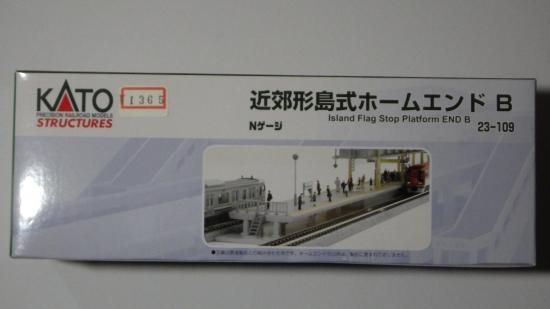 KATO
PRECISION RAILROAD MODELS
STRUCTURES
¥1365
近郊形島式ホームエンド B
Island Flag Stop Platform END B
Nゲージ
23-109